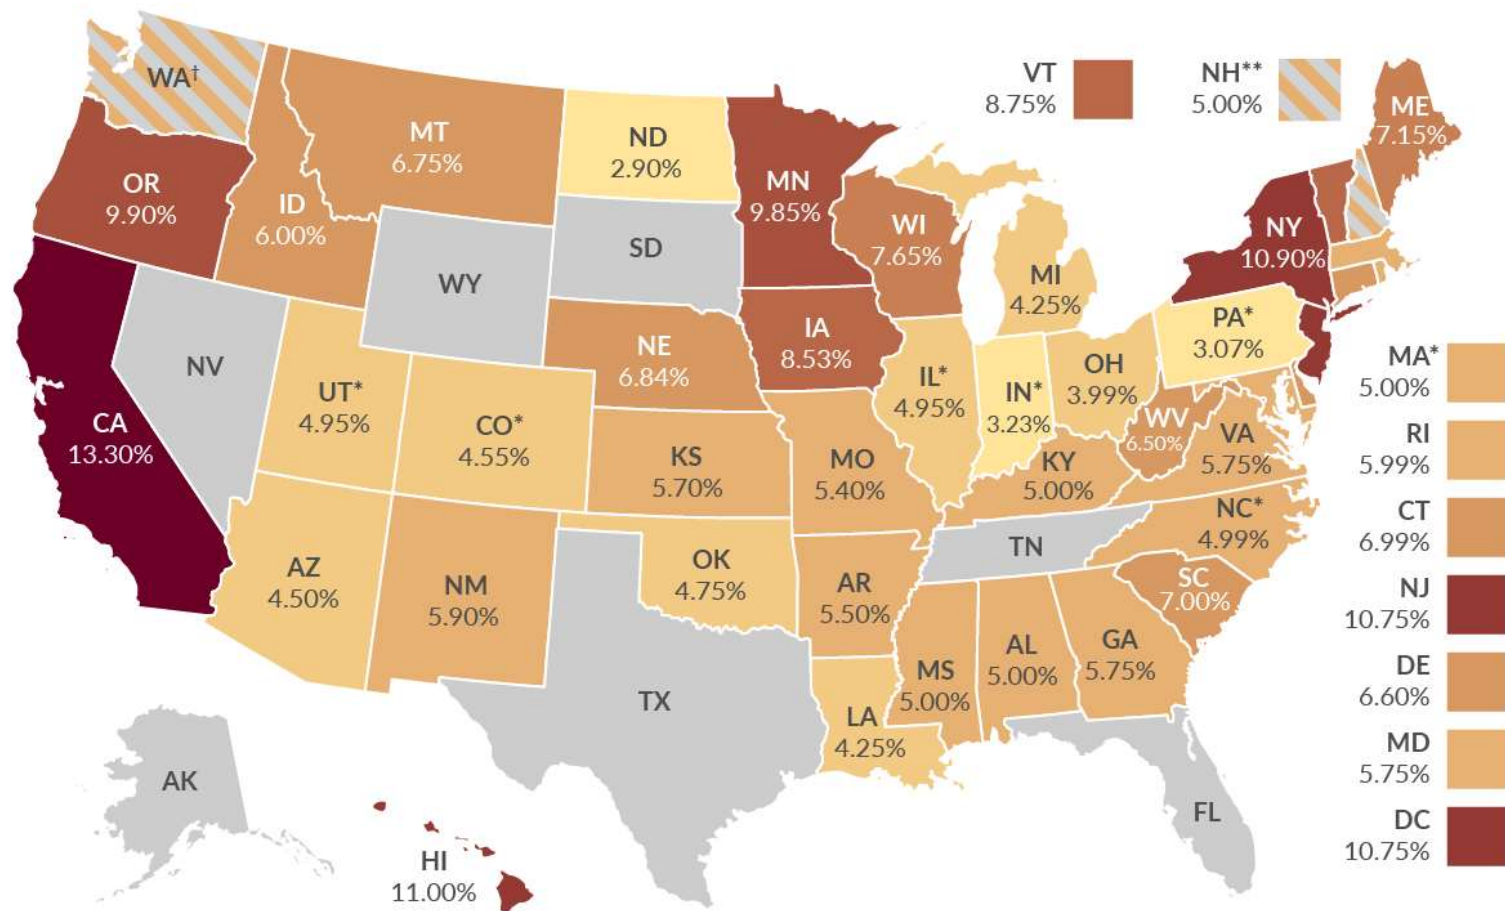 WA†
VT
8.75%
NH**
5.00%
ME
7.15%
MT
6.75%
ND
2.90%
OR
9.90%
ID
6.00%
MN
9.85%
WI
7.65%
NY
10.90%
SD
WY
MI
4.25%
NV
NE
6.84%
IA
8.53%
PA*
3.07%
UT*
4.95%
CO*
4.55%
IL*
4.95%
IN*
3.23%
OH
3.99%
MA*
5.00%
CA
13.30%
KS
5.70%
MO
5.40%
WV
6.50%
VA
5.75%
KY
5.00%
RI
5.99%
NC*
4.99%
CT
6.99%
TN
AZ
4.50%
NM
5.90%
OK
4.75%
AR
5.50%
SC
7.00%
NJ
10.75%
MS
5.00%
AL
5.00%
GA
5.75%
DE
6.60%
TX
LA
4.25%
MD
5.75%
AK
FL
DC
10.75%
HI
11.00%